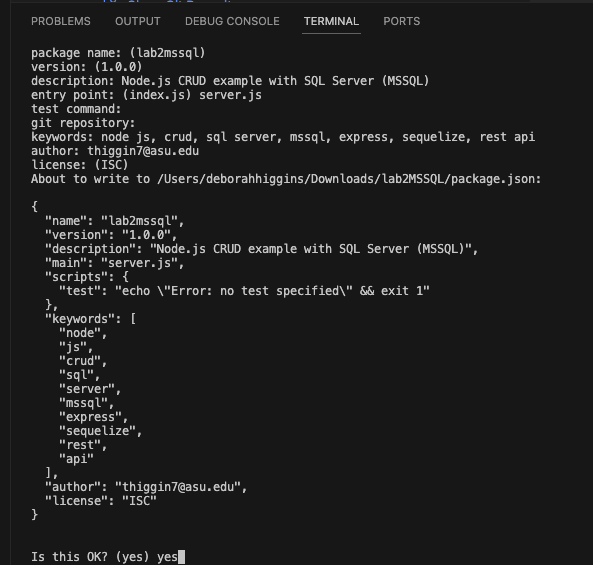 PROBLEMS OUTPUT DEBUG CONSOLE TERMINAL PORTS
package name: (lab2mssql)
version: (1.0.0)
description: Node.js CRUD example with SQL Server (MSSQL)
entry point: (index.js) server.js
test command:
git repository:
keywords: node js, crud, sql server, mssql, express, sequelize, rest api
author: thiggin7@asu.edu
license: (ISC)
About to write to /Users/deborahhiggins/Downloads/lab2MSSQL/package.json:
{
  "name": "lab2mssql",
  "version": "1.0.0",
  "description": "Node.js CRUD example with SQL Server (MSSQL)",
  "main": "server.js",
  "scripts": {
    "test": "echo \"Error: no test specified\" && exit 1"
  },
  "keywords": [
    "node",
    "js",
    "crud",
    "sql",
    "server",
    "mssql",
    "express",
    "sequelize",
    "rest",
    "api"
  ],
  "author": "thiggin7@asu.edu",
  "license": "ISC"
}
Is this OK? (yes) yes